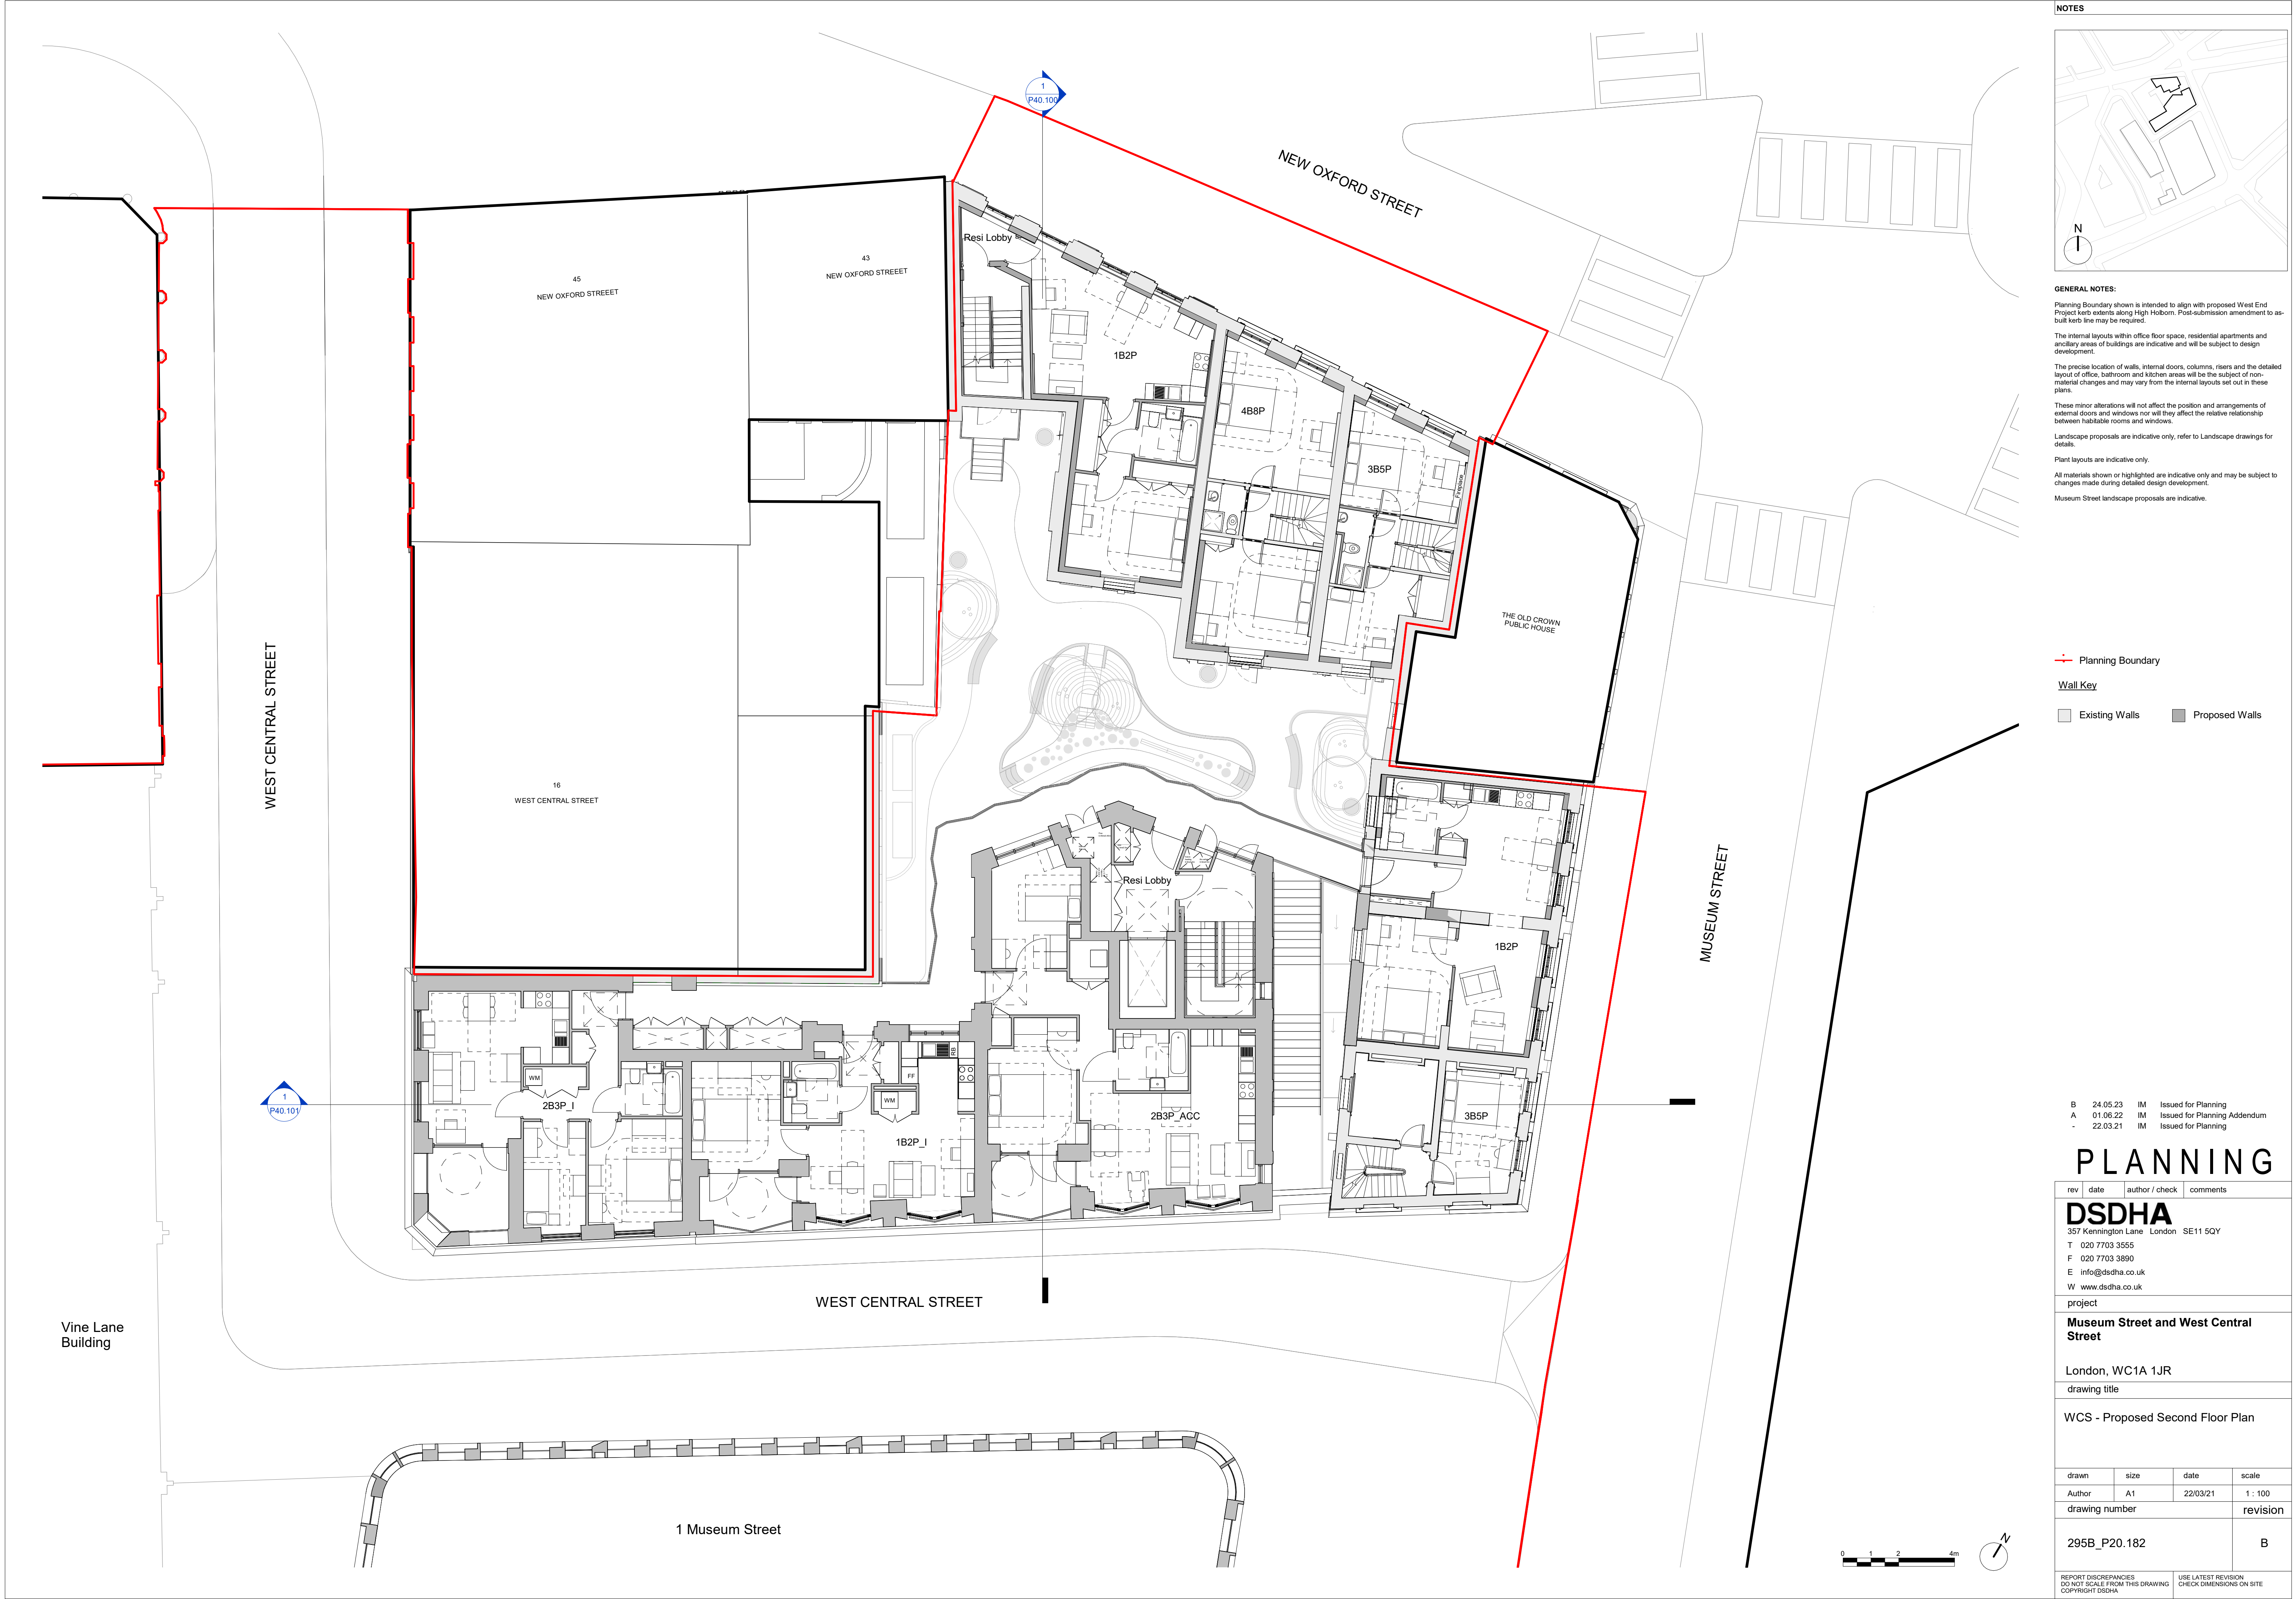 1
P40.100
NEW OXFORD STREET
45
NEW OXFORD STREEET
43
NEW OXFORD STREEET
Resi Lobby
1B2P
4B8P
3B5P
Fireplace
THE OLD CROWN
PUBLIC HOUSE
WEST CENTRAL STREET
16
WEST CENTRAL STREET
MUSEUM STREET
Resi Lobby
1B2P
WM
2B3P_I
RB
FF
WM
1B2P_I
2B3P_ACC
3B5P
1
P40.101
WEST CENTRAL STREET
Vine Lane
Building
1 Museum Street
0 1 2 4m
N
NOTES
N
GENERAL NOTES:
Planning Boundary shown is intended to align with proposed West End
Project kerb extents along High Holborn. Post-submission amendment to as-
built kerb line may be required.
The internal layouts within office floor space, residential apartments and
ancillary areas of buildings are indicative and will be subject to design
development.
The precise location of walls, internal doors, columns, risers and the detailed
layout of office, bathroom and kitchen areas will be the subject of non-
material changes and may vary from the internal layouts set out in these
plans.
These minor alterations will not affect the position and arrangements of
external doors and windows nor will they affect the relative relationship
between habitable rooms and windows.
Landscape proposals are indicative only, refer to Landscape drawings for
details.
Plant layouts are indicative only.
All materials shown or highlighted are indicative only and may be subject to
changes made during detailed design development.
Museum Street landscape proposals are indicative.
Planning Boundary
Wall Key
Existing Walls Proposed Walls
B 24.05.23 IM Issued for Planning
A 01.06.22 IM Issued for Planning Addendum
- 22.03.21 IM Issued for Planning
PLANNING
rev date author / check comments
DSDHA
357 Kennington Lane London SE11 5QY
T 020 7703 3555
F 020 7703 3890
E info@dsdha.co.uk
W www.dsdha.co.uk
project
Museum Street and West Central
Street
London, WC1A 1JR
drawing title
WCS - Proposed Second Floor Plan
drawn size date scale
Author A1 22/03/21 1 : 100
drawing number revision
295B_P20.182 B
REPORT DISCREPANCIES
DO NOT SCALE FROM THIS DRAWING
COPYRIGHT DSDHA
USE LATEST REVISION
CHECK DIMENSIONS ON SITE